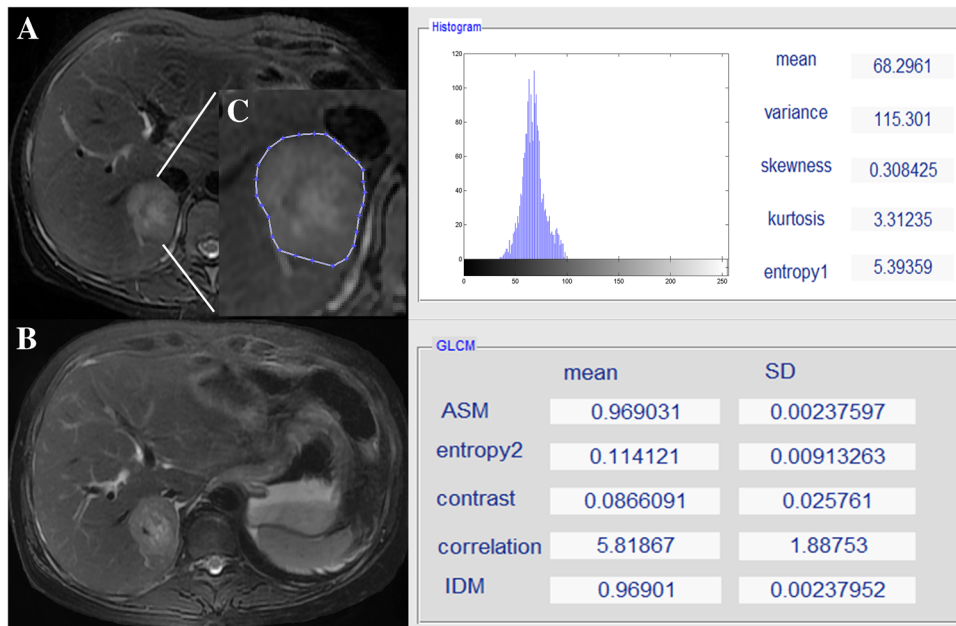 A
C
B
Histogram
120
100
80
60
40
20
0
0 50 100 150 200 250
mean 68.2961
variance 115.301
skewness 0.308425
kurtosis 3.31235
entropy1 5.39359
GLCM
mean SD
ASM 0.969031 0.00237597
entropy2 0.114121 0.00913263
contrast 0.0866091 0.025761
correlation 5.81867 1.88753
IDM 0.96901 0.00237952